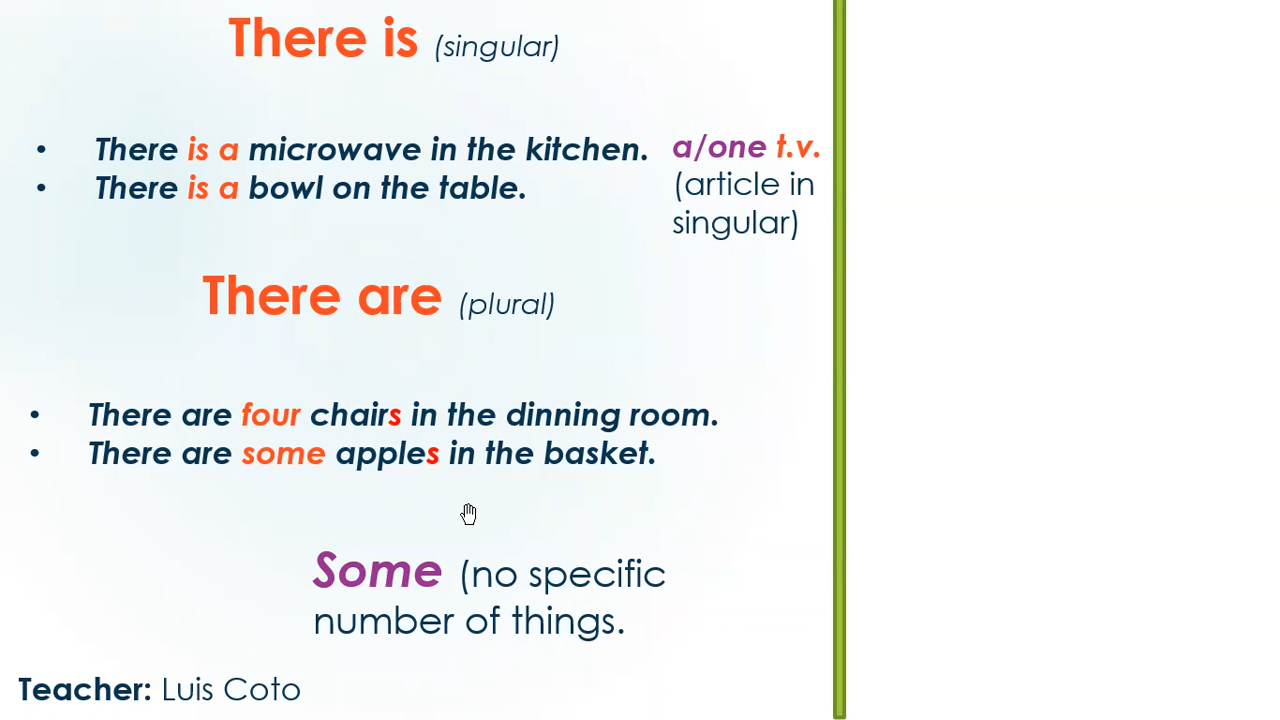 There is (singular)
• There is a microwave in the kitchen.
• There is a bowl on the table.
a/one t.v.
(article in
singular)
There are (plural)
• There are four chairs in the dinning room.
• There are some apples in the basket.
Some (no specific
number of things.
Teacher: Luis Coto